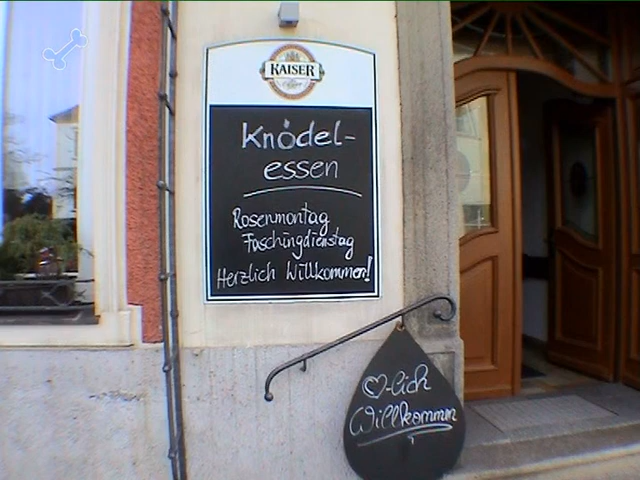 KAISER
Knödel-
essen
Rosenmontag
Faschingdienstag
Herzlich Willkommen!
♡-lich
Willkommen